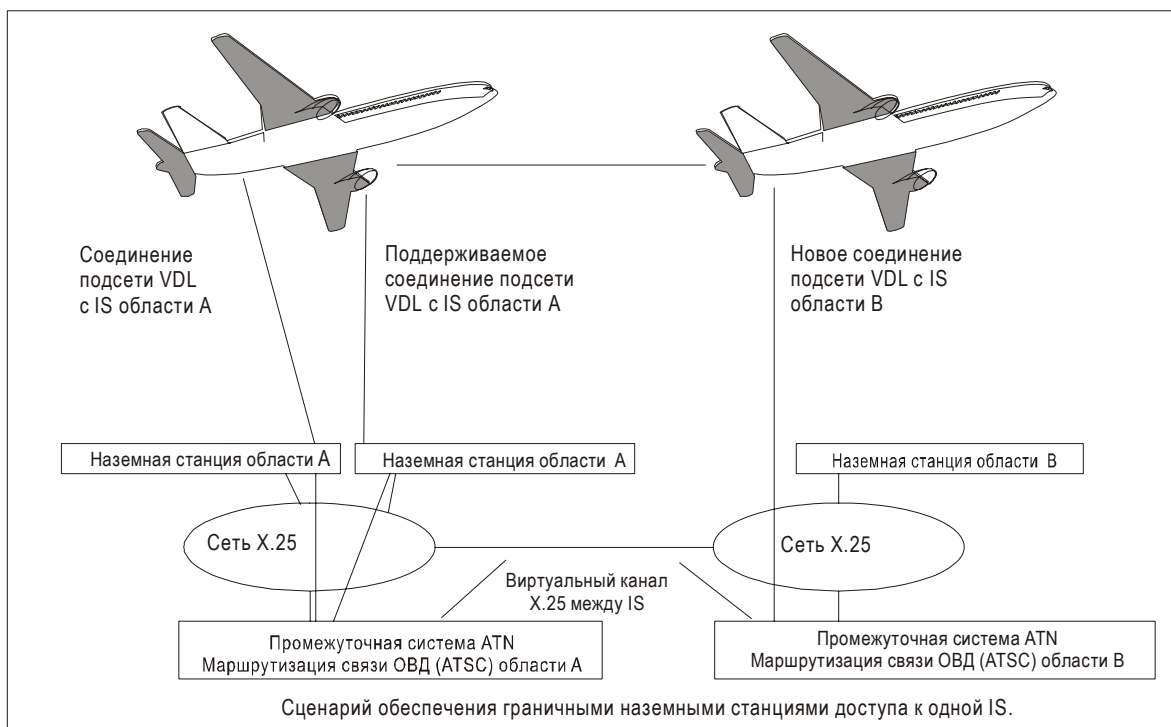 Соединение
подсети VDL
с IS области A
Поддерживаемое
соединение подсети
VDL с IS области A
Новое соединение
подсети VDL с IS
области B
Наземная станция области A
Наземная станция области A
Наземная станция области B
Сеть X.25
Сеть X.25
Виртуальный канал
X.25 между IS
Промежуточная система ATN
Маршрутизация связи ОВД (ATSC) области A
Промежуточная система ATN
Маршрутизация связи ОВД (ATSC) области B
Сценарий обеспечения граничными наземными станциями доступа к одной IS.